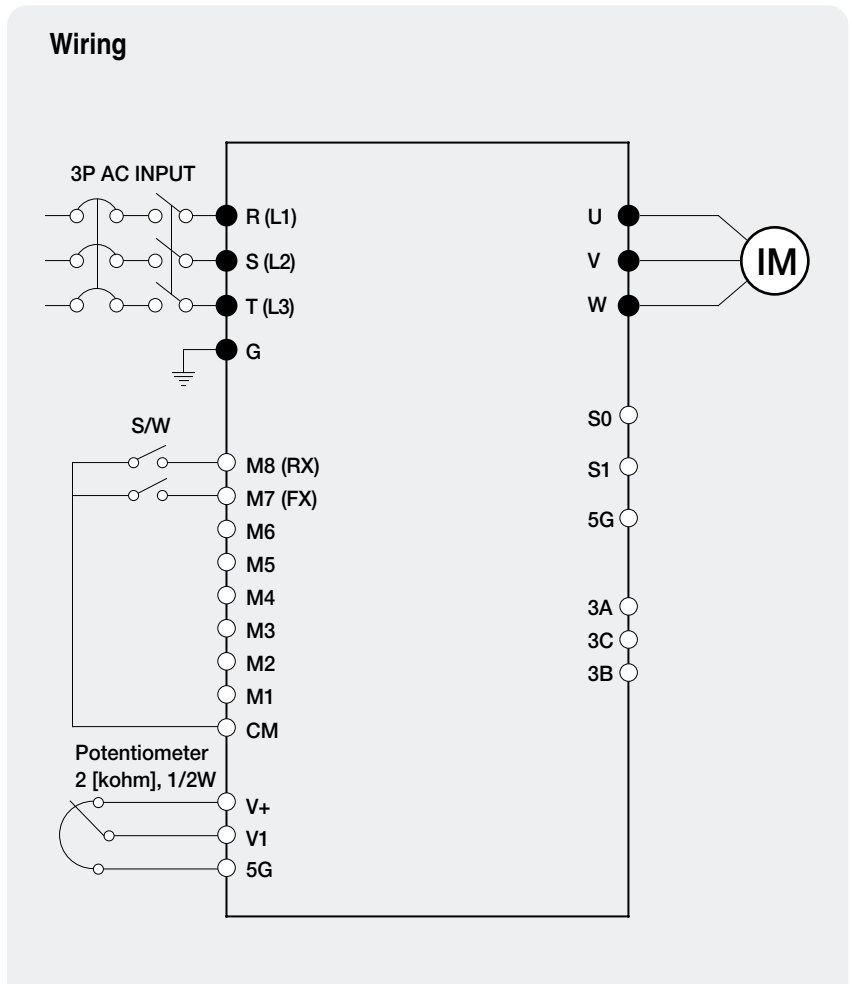 Wiring
3P AC INPUT
R (L1)
S (L2)
T (L3)
G
S/W
M8 (RX)
M7 (FX)
M6
M5
M4
M3
M2
M1
CM
Potentiometer
2 [kohm], 1/2W
V+
V1
5G
U
V
W
IM
S0
S1
5G
3A
3C
3B